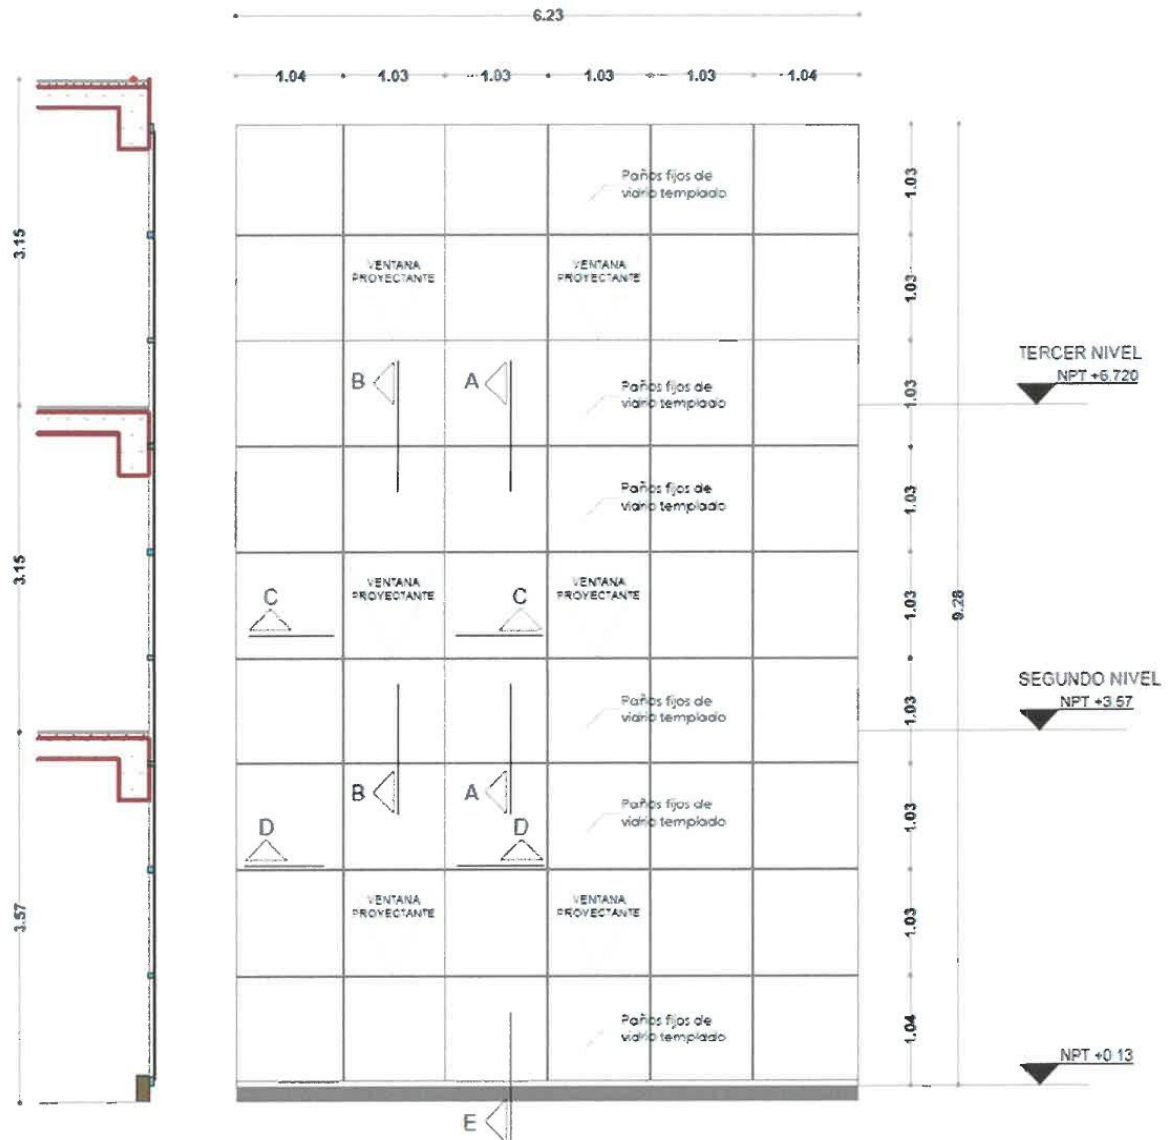 6.23
1.04 1.03 1.03 1.03 1.03 1.04
3.15
3.15
3.57
Paños fijos de
vidrio templado
1.03
VENTANA
PROYECTANTE
VENTANA
PROYECTANTE
1.03
TERCER NIVEL
NPT +6.720
B
A
Paños fijos de
vidrio templado
1.03
Paños fijos de
vidrio templado
1.03
VENTANA
PROYECTANTE
VENTANA
PROYECTANTE
C
C
1.03
9.28
SEGUNDO NIVEL
NPT +3.57
Paños fijos de
vidrio templado
1.03
B
A
Paños fijos de
vidrio templado
1.03
D
D
VENTANA
PROYECTANTE
VENTANA
PROYECTANTE
1.03
Paños fijos de
vidrio templado
1.04
NPT +0.13
E